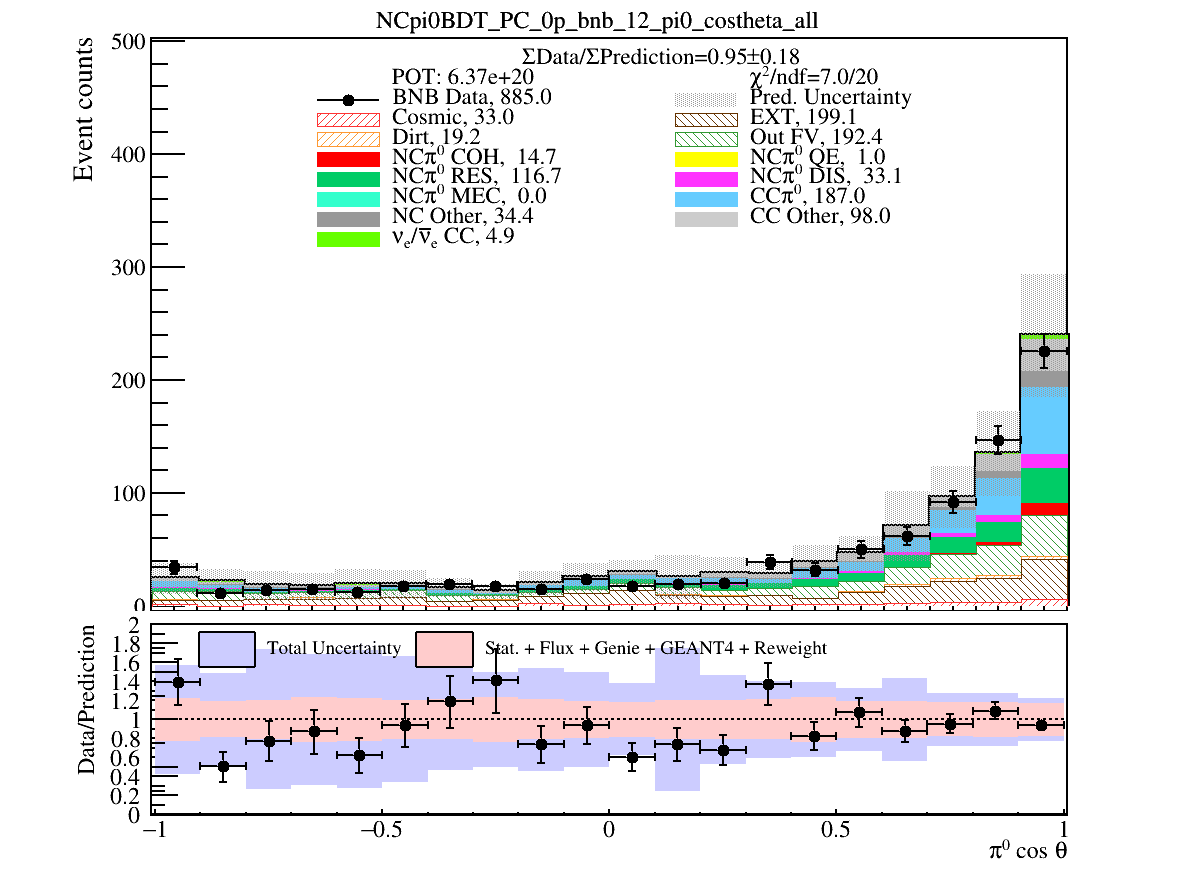 NCpi0BDT_PC_0p_bnb_12_pi0_costheta_all
ΣData/ΣPrediction=0.95±0.18
POT: 6.37e+20
χ²/ndf=7.0/20
BNB Data, 885.0
Pred. Uncertainty
Cosmic, 33.0
EXT, 199.1
Dirt, 19.2
Out FV, 192.4
NCπ⁰ COH, 14.7
NCπ⁰ QE, 1.0
NCπ⁰ RES, 116.7
NCπ⁰ DIS, 33.1
NCπ⁰ MEC, 0.0
CCπ⁰, 187.0
NC Other, 34.4
CC Other, 98.0
νₑ/ν̅ₑ CC, 4.9
Event counts
500
400
300
200
100
0
Total Uncertainty
Stat. + Flux + Genie + GEANT4 + Reweight
Data/Prediction
2
1.8
1.6
1.4
1.2
1
0.8
0.6
0.4
0.2
0
−1
−0.5
0
0.5
1
π⁰ cos θ